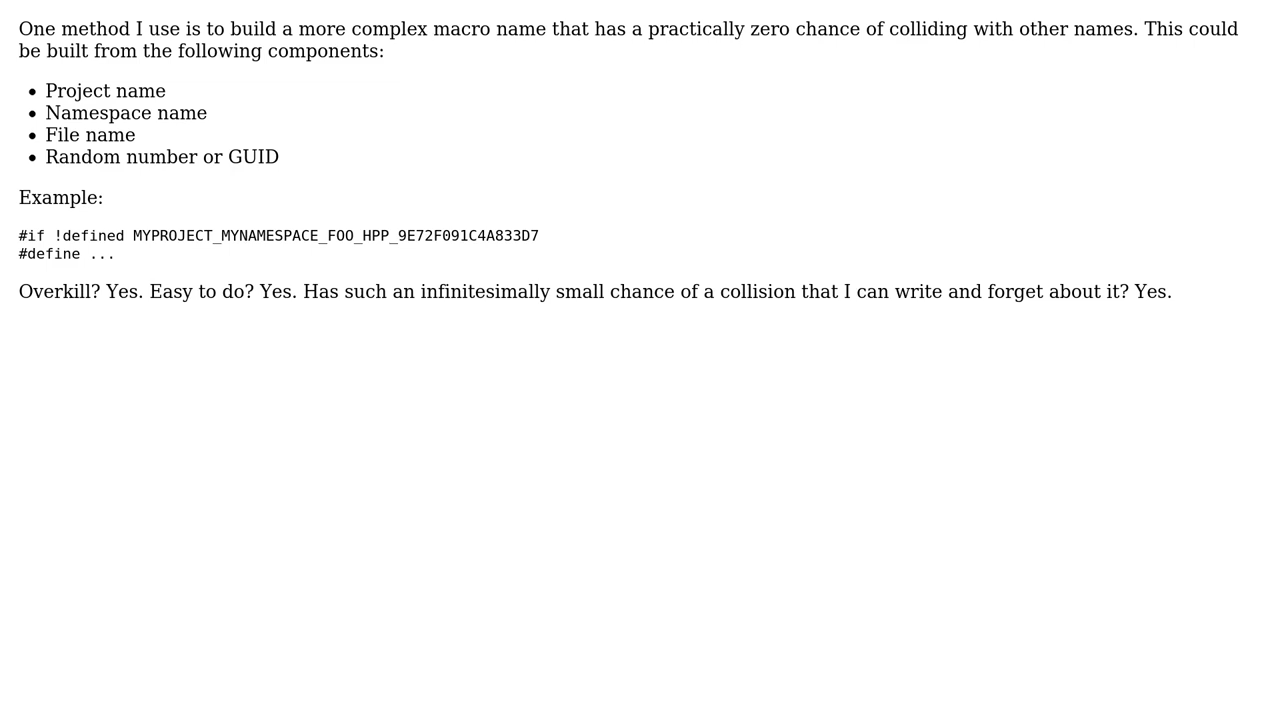 One method I use is to build a more complex macro name that has a practically zero chance of colliding with other names. This could
be built from the following components:
• Project name
• Namespace name
• File name
• Random number or GUID
Example:
#if !defined MYPROJECT_MYNAMESPACE_FOO_HPP_9E72F091C4A833D7
#define ...
Overkill? Yes. Easy to do? Yes. Has such an infinitesimally small chance of a collision that I can write and forget about it? Yes.